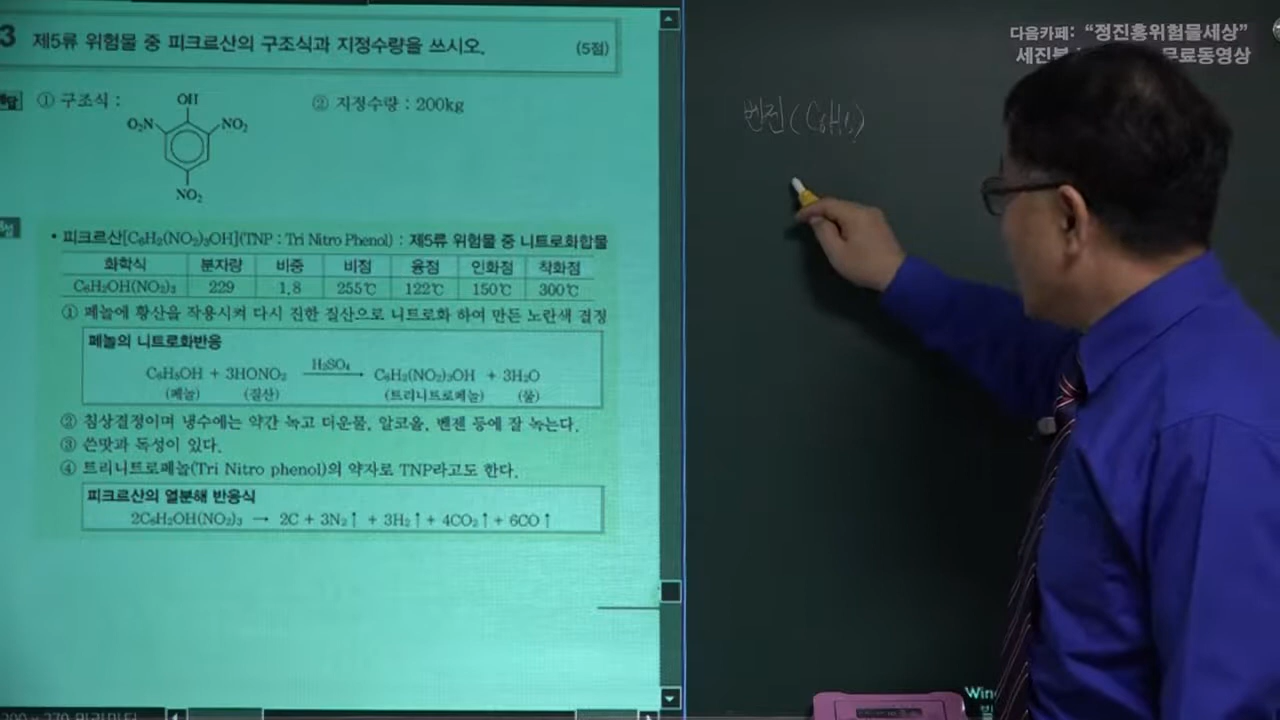 3 제5류 위험물 중 피크르산의 구조식과 지정수량을 쓰시오. (5점)
① 구조식 :
② 지정수량 : 200kg
OH
O₂N
NO₂
NO₂
• 피크르산[C₆H₂(NO₂)₃OH](TNP : Tri Nitro Phenol) : 제5류 위험물 중 니트로화합물
화학식 분자량 비중 비점 융점 인화점 착화점
C₆H₂OH(NO₂)₃ 229 1.8 255℃ 122℃ 150℃ 300℃
① 페놀에 황산을 작용시켜 다시 진한 질산으로 니트로화 하여 만든 노란색 결정
페놀의 니트로화반응
H₂SO₄
C₆H₅OH + 3HONO₂ ⟶ C₆H₂(NO₂)₃OH + 3H₂O
(페놀) (질산) (트리니트로페놀) (물)
② 침상결정이며 냉수에는 약간 녹고 더운물, 알코올, 벤젠 등에 잘 녹는다.
③ 쓴맛과 독성이 있다.
④ 트리니트로페놀(Tri Nitro phenol)의 약자로 TNP라고도 한다.
피크르산의 열분해 반응식
2C₆H₂OH(NO₂)₃ → 2C + 3N₂↑ + 3H₂↑ + 4CO₂↑ + 6CO↑
다음카페: “정진홍위험물세상”
세진북 무료동영상
벤젠(C₆H₆)